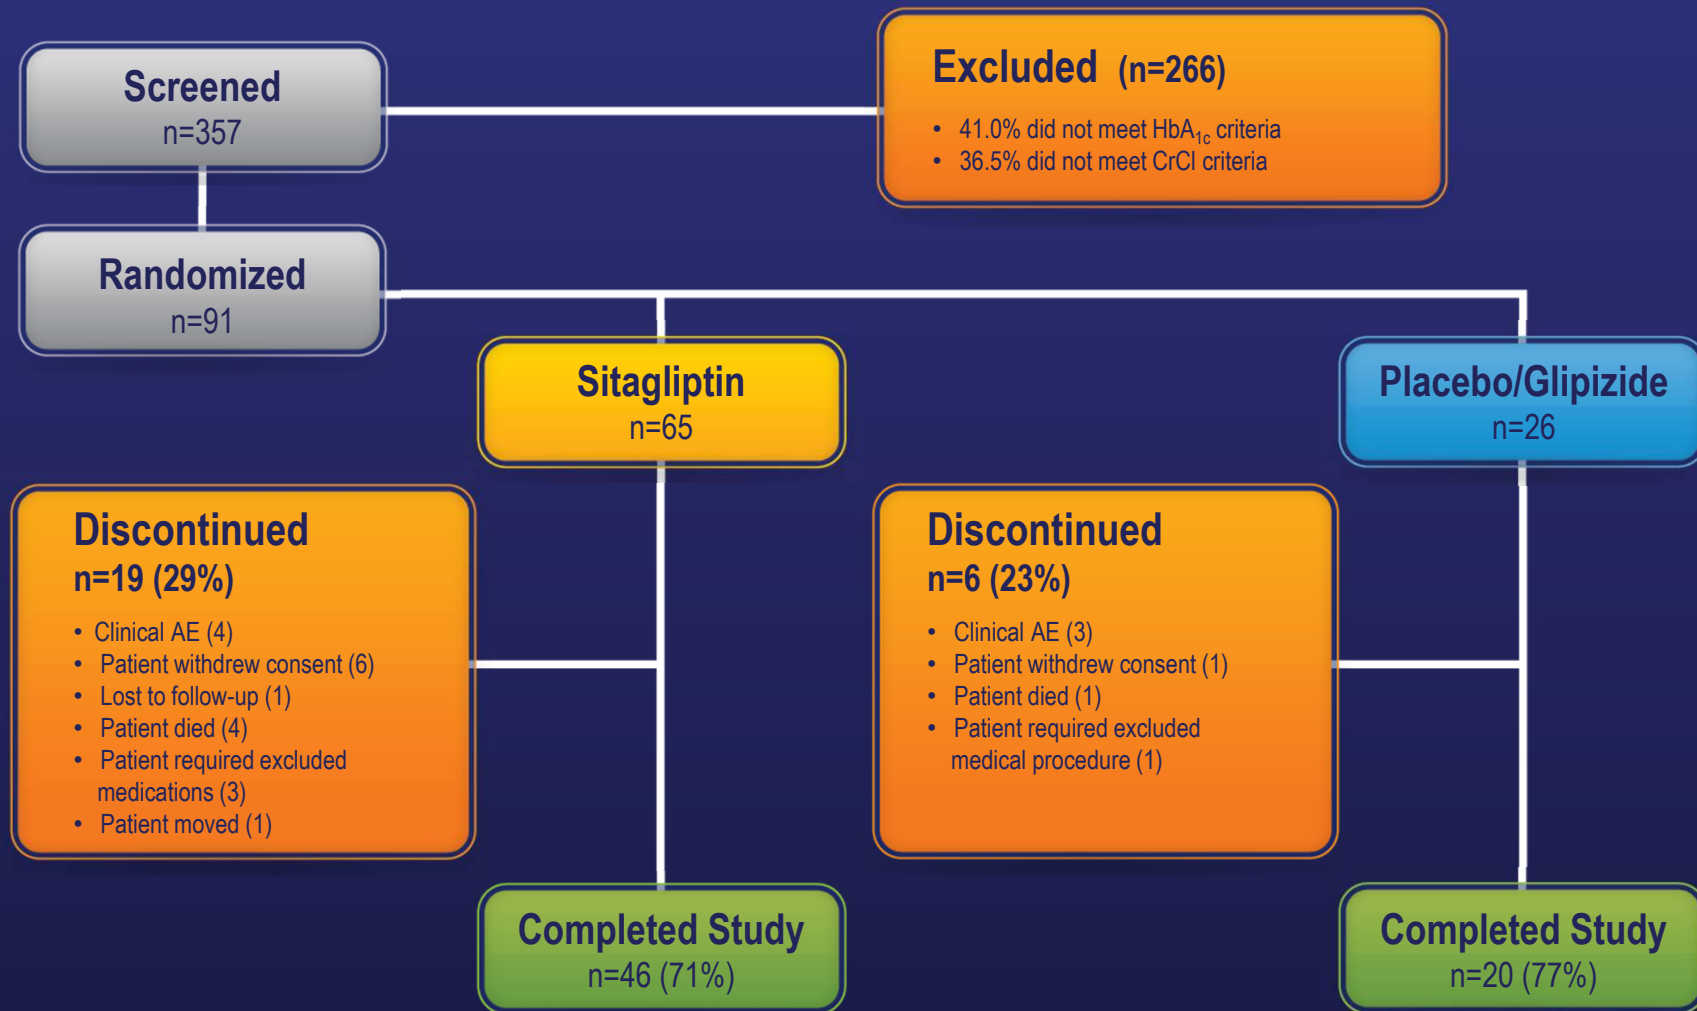 Screened
n=357
Excluded (n=266)
• 41.0% did not meet HbA1c criteria
• 36.5% did not meet CrCl criteria
Randomized
n=91
Sitagliptin
n=65
Placebo/Glipizide
n=26
Discontinued
n=19 (29%)
• Clinical AE (4)
• Patient withdrew consent (6)
• Lost to follow-up (1)
• Patient died (4)
• Patient required excluded
medications (3)
• Patient moved (1)
Discontinued
n=6 (23%)
• Clinical AE (3)
• Patient withdrew consent (1)
• Patient died (1)
• Patient required excluded
medical procedure (1)
Completed Study
n=46 (71%)
Completed Study
n=20 (77%)